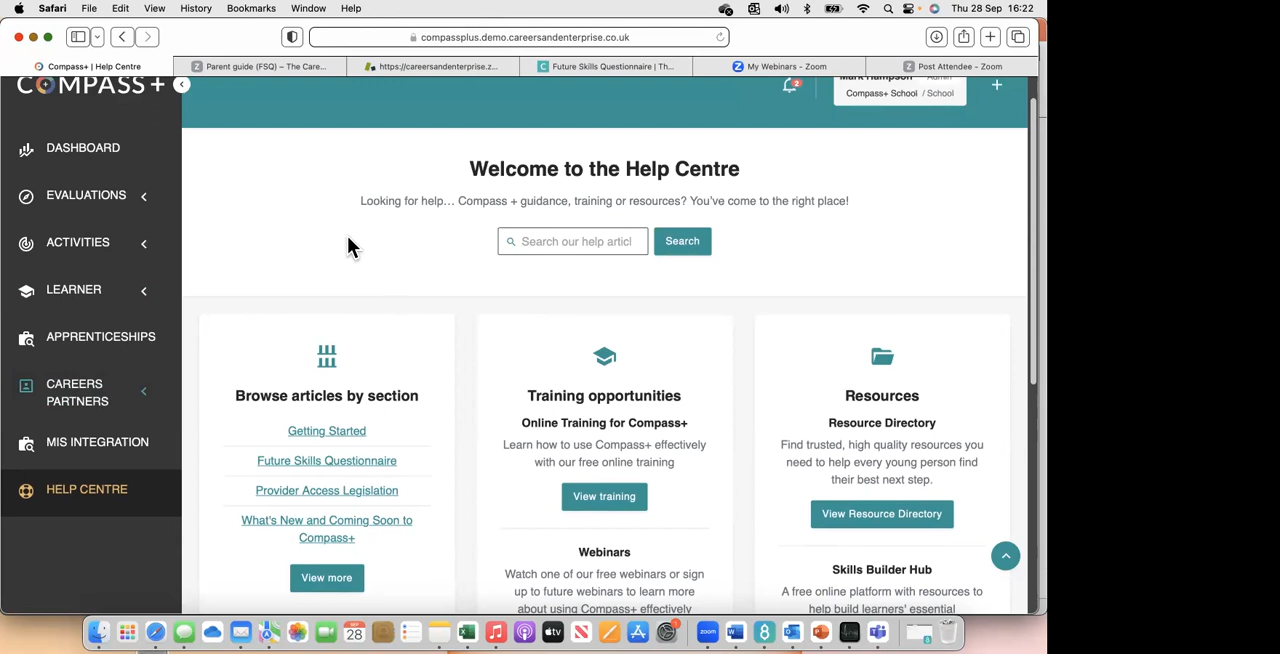 Safari File Edit View History Bookmarks Window Help Thu 28 Sep 16:22
compassplus.demo.careersandenterprise.co.uk
Compass+ | Help Centre Parent guide (FSQ) – The Care... https://careersandenterprise.z... Future Skills Questionnaire | Th... My Webinars - Zoom Post Attendee - Zoom
COMPASS +
2
Mark Hampson Admin
Compass+ School / School
DASHBOARD
EVALUATIONS
ACTIVITIES
LEARNER
APPRENTICESHIPS
CAREERS
PARTNERS
MIS INTEGRATION
HELP CENTRE
Welcome to the Help Centre
Looking for help... Compass + guidance, training or resources? You've come to the right place!
Search our help articl Search
Browse articles by section
Getting Started
Future Skills Questionnaire
Provider Access Legislation
What's New and Coming Soon to
Compass+
View more
Training opportunities
Online Training for Compass+
Learn how to use Compass+ effectively
with our free online training
View training
Webinars
Watch one of our free webinars or sign
up to future webinars to learn more
about using Compass+ effectively
Resources
Resource Directory
Find trusted, high quality resources you
need to help every young person find
their best next step.
View Resource Directory
Skills Builder Hub
A free online platform with resources to
help build learners' essential
SEP
28
tv
zoom